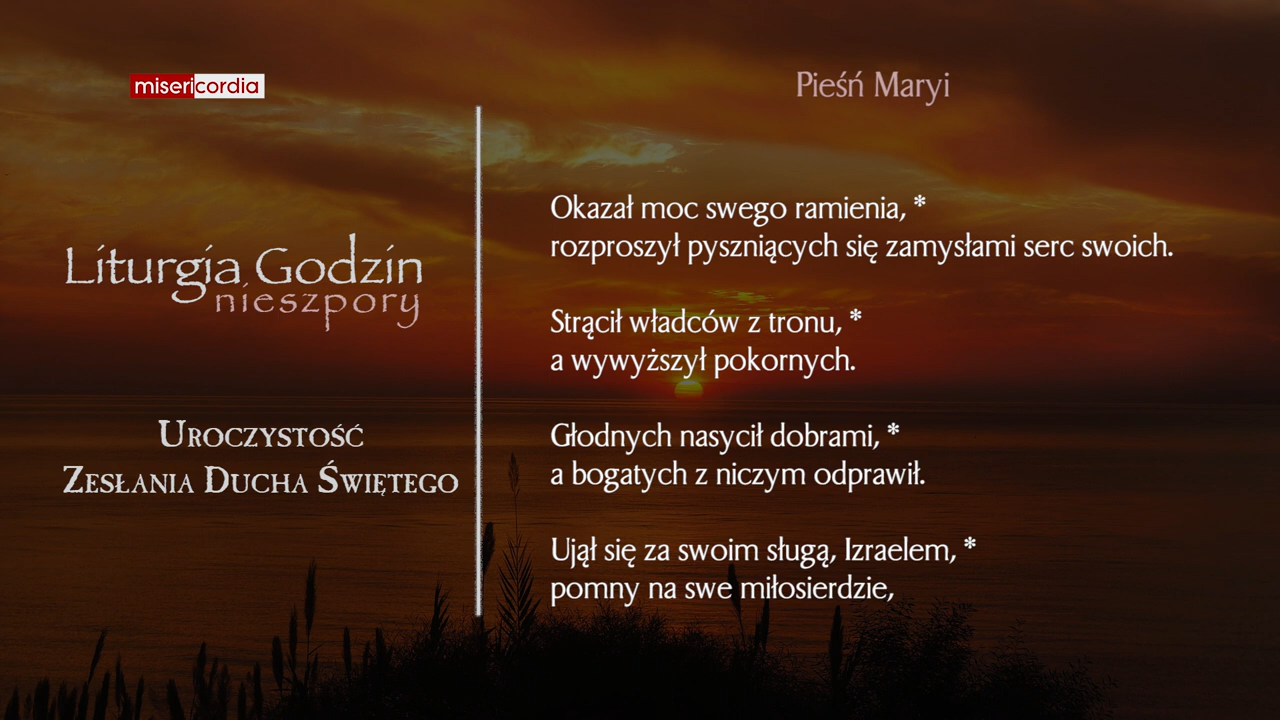 misericordia
Pieśń Maryi
Liturgia Godzin
nieszpory
Uroczystość
Zesłania Ducha Świętego
Okazał moc swego ramienia, *
rozproszył pyszniących się zamysłami serc swoich.
Strącił władców z tronu, *
a wywyższył pokornych.
Głodnych nasycił dobrami, *
a bogatych z niczym odprawił.
Ujął się za swoim sługą, Izraelem, *
pomny na swe miłosierdzie,